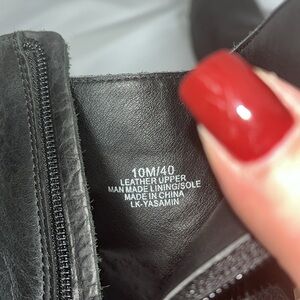 10M/40
LEATHER UPPER
MAN MADE LINING/SOLE
MADE IN CHINA
LK-YASAMIN